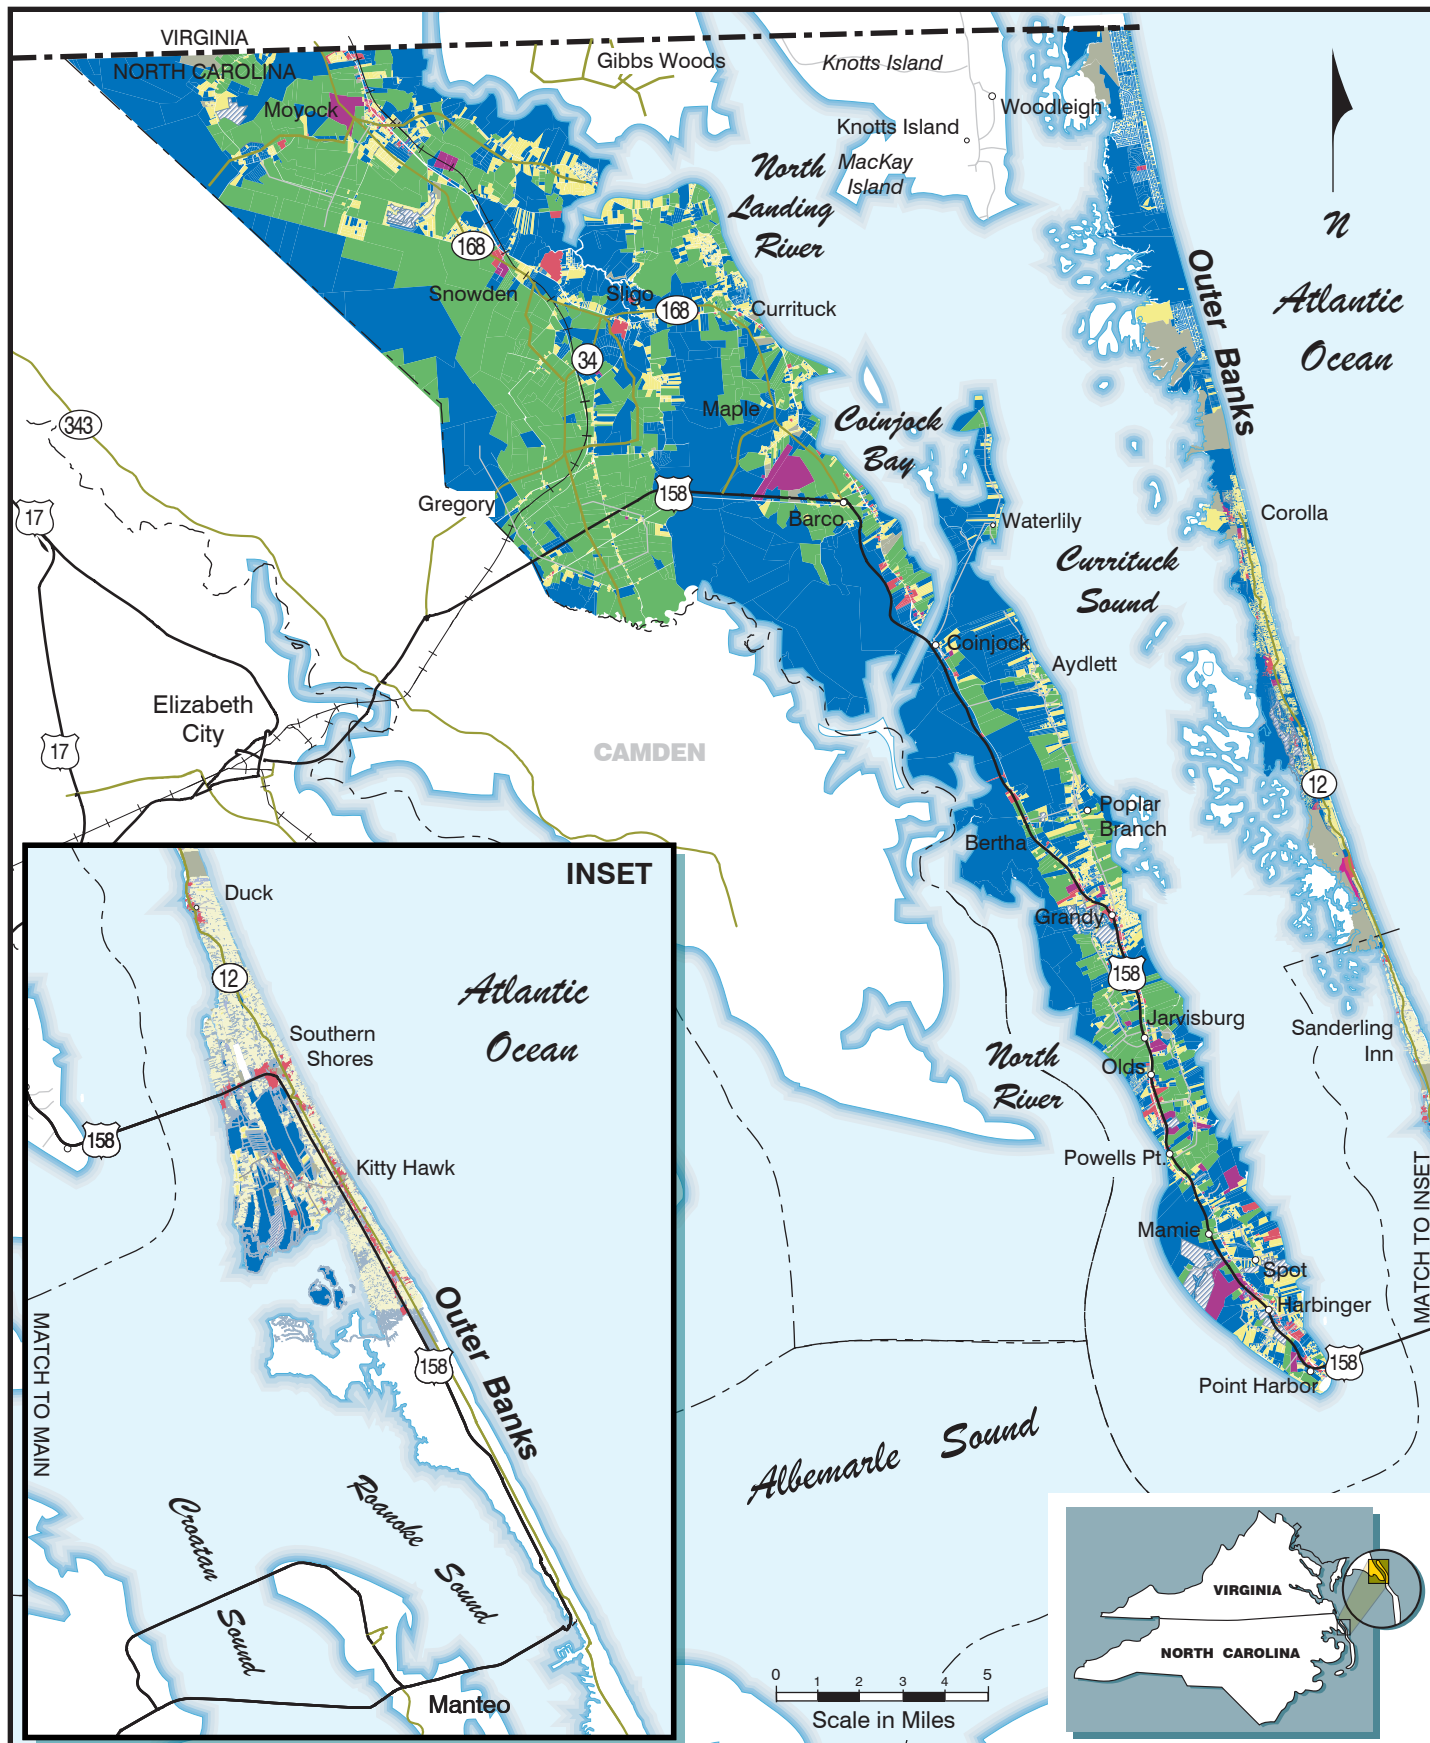 VIRGINIA
NORTH CAROLINA
Gibbs Woods
Knotts Island
Moyock
Woodleigh
Knotts Island
North
Landing
River
MacKay
Island
N
168
Snowden
Sligo
168
Currituck
Outer Banks
Atlantic
Ocean
34
343
Maple
Coinjock
Bay
Gregory
158
17
Barco
Waterlily
Corolla
Currituck
Sound
Coinjock
Aydlett
Elizabeth
City
17
CAMDEN
12
Poplar
Branch
Bertha
Grandy
158
Jarvisburg
Sanderling
Inn
Olds
North
River
Powells Pt.
MATCH TO INSET
Mamie
Spot
Harbinger
158
Point Harbor
Albemarle Sound
INSET
Duck
12
Atlantic
Ocean
Southern
Shores
158
Kitty Hawk
Outer Banks
MATCH TO MAIN
158
Roanoke Sound
Croatan Sound
Manteo
0 1 2 3 4 5
Scale in Miles
VIRGINIA
NORTH CAROLINA